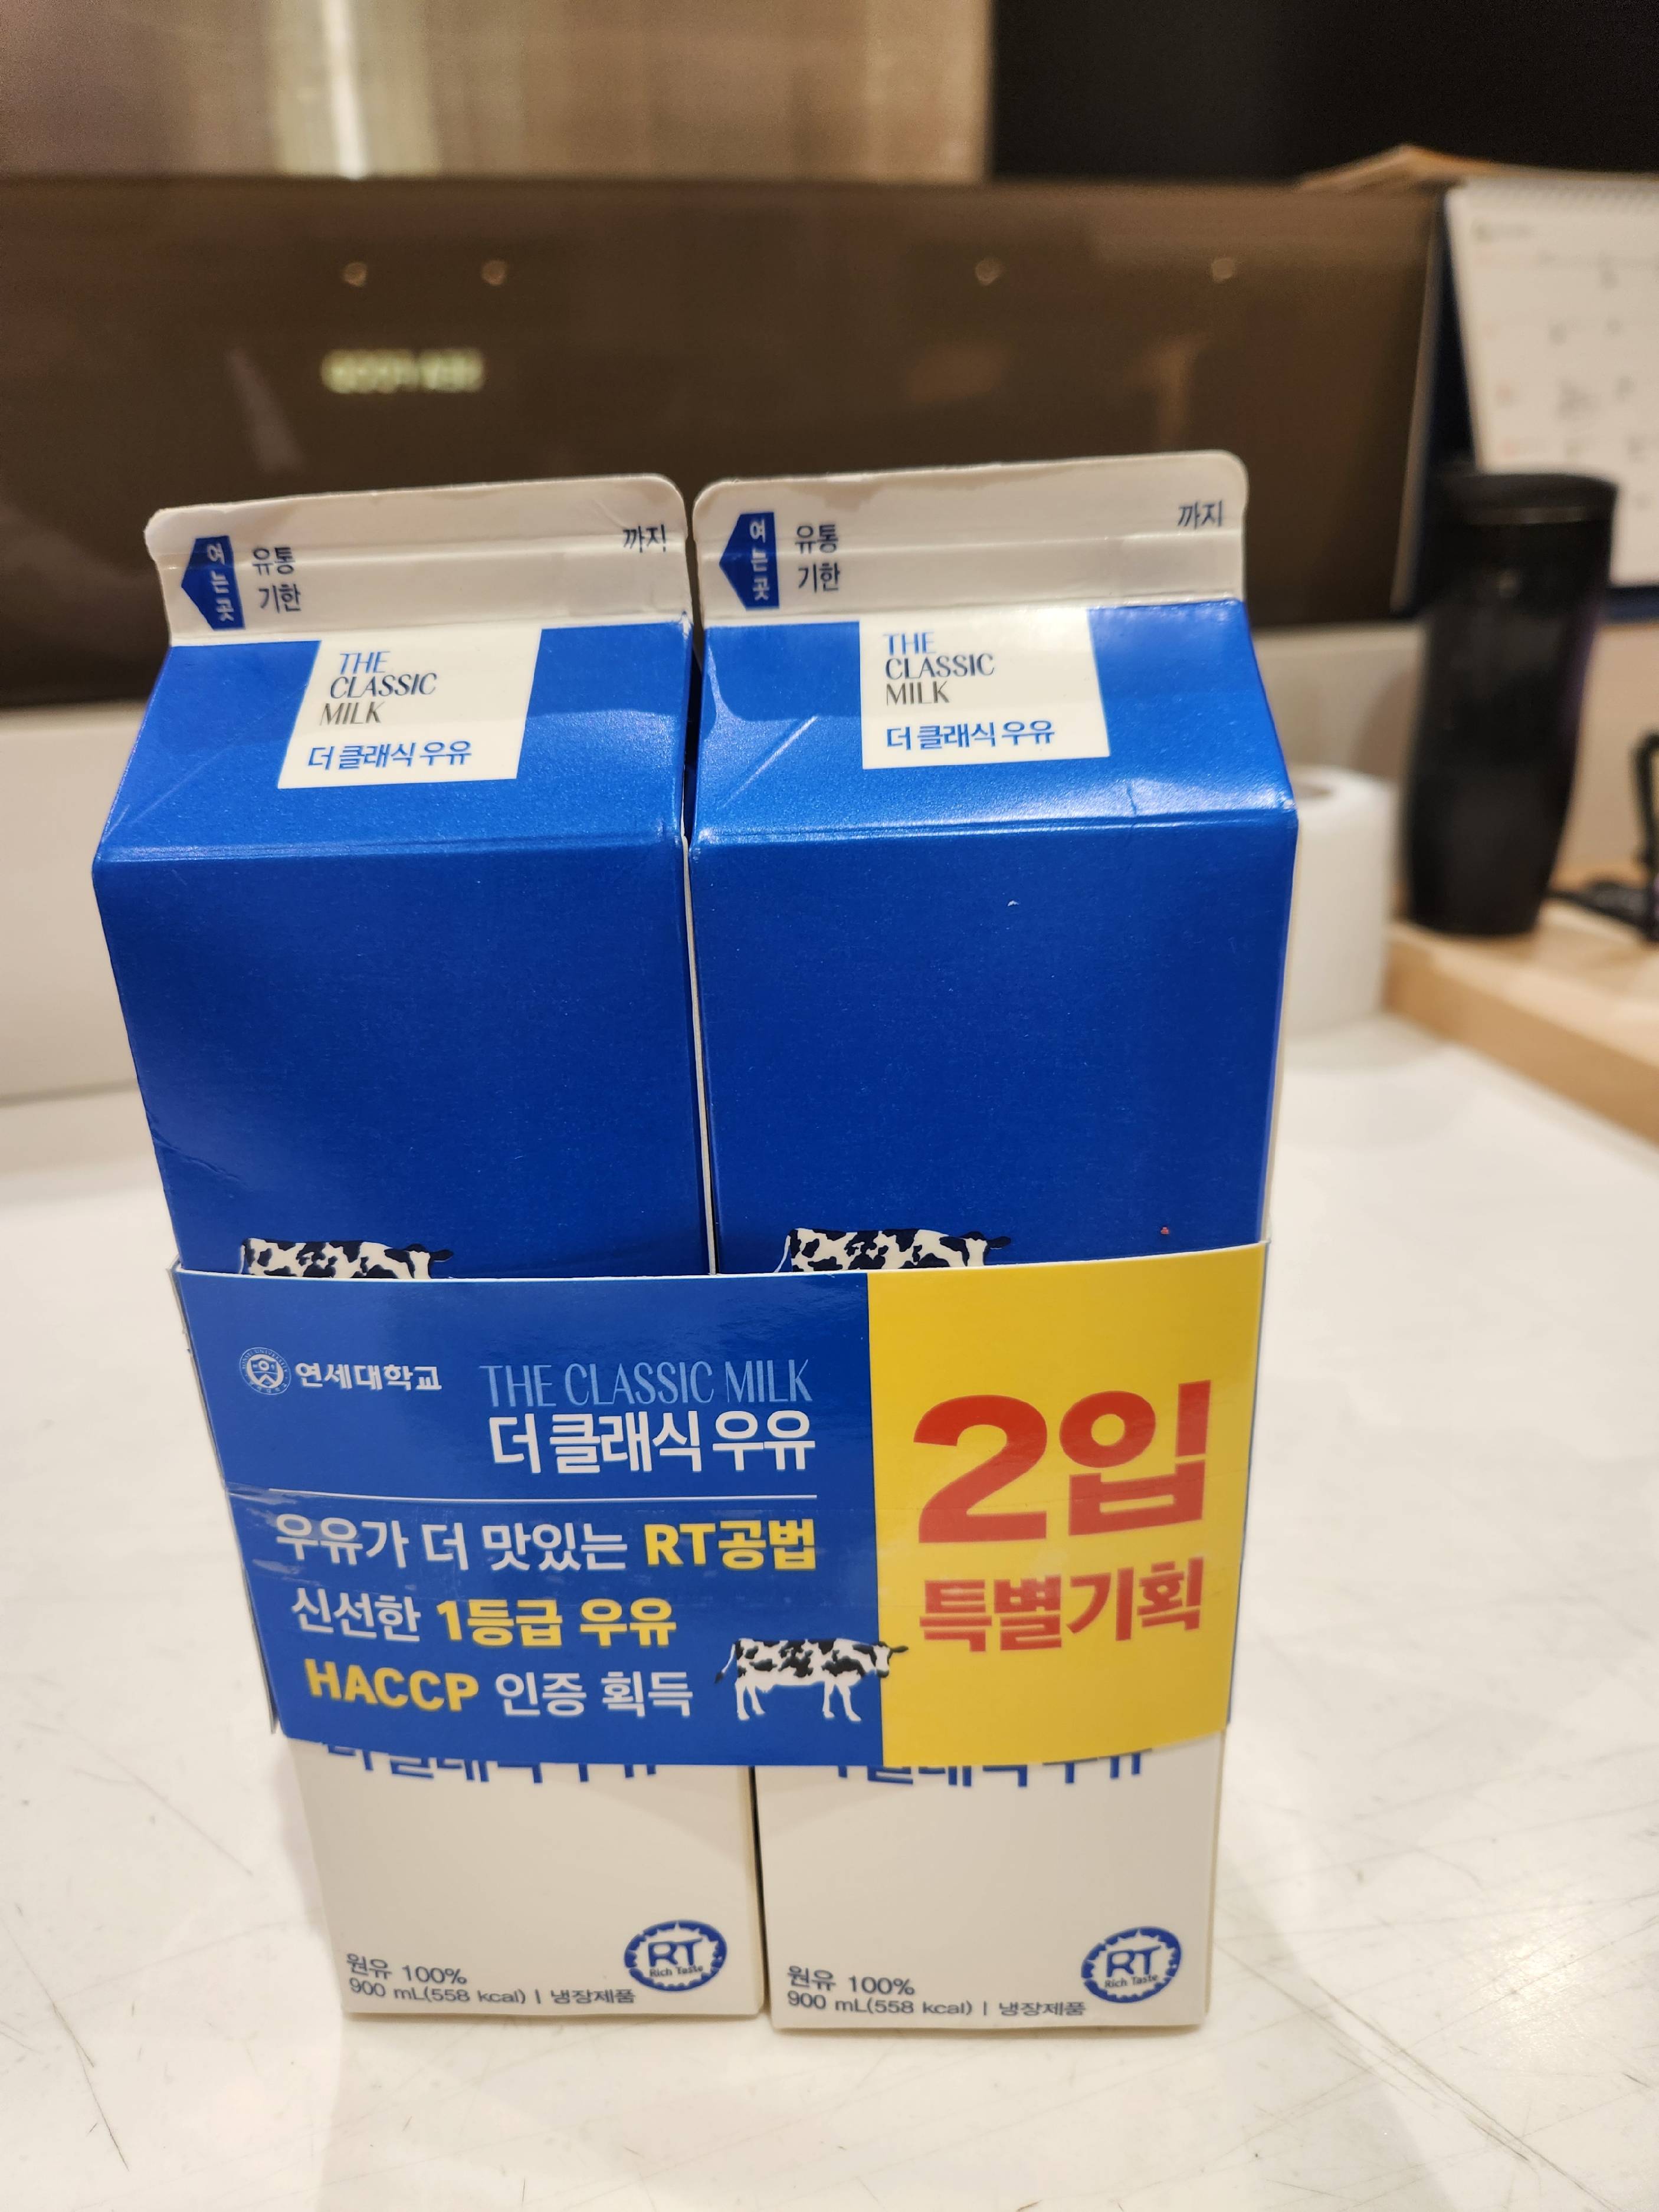 여는곳
유통
기한
까지
THE
CLASSIC
MILK
더 클래식 우유
여는곳
유통
기한
까지
THE
CLASSIC
MILK
더 클래식 우유
연세대학교
THE CLASSIC MILK
더 클래식 우유
우유가 더 맛있는 RT공법
신선한 1등급 우유
HACCP 인증 획득
2입
특별기획
원유 100%
900 mL(558 kcal) | 냉장제품
RT
Rich Taste
원유 100%
900 mL(558 kcal) | 냉장제품
RT
Rich Taste